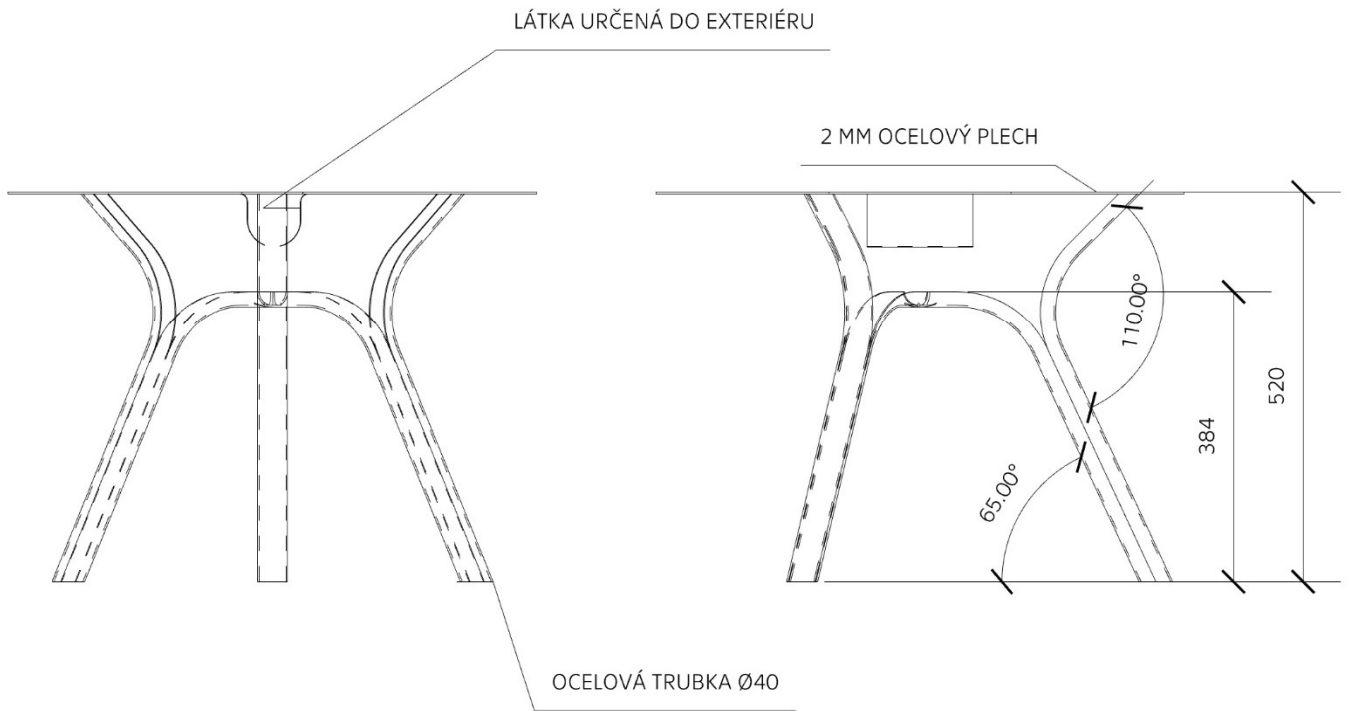 LÁTKA URČENÁ DO EXTERIÉRU
2 MM OCELOVÝ PLECH
110.00°
520
384
65.00°
OCELOVÁ TRUBKA Ø40